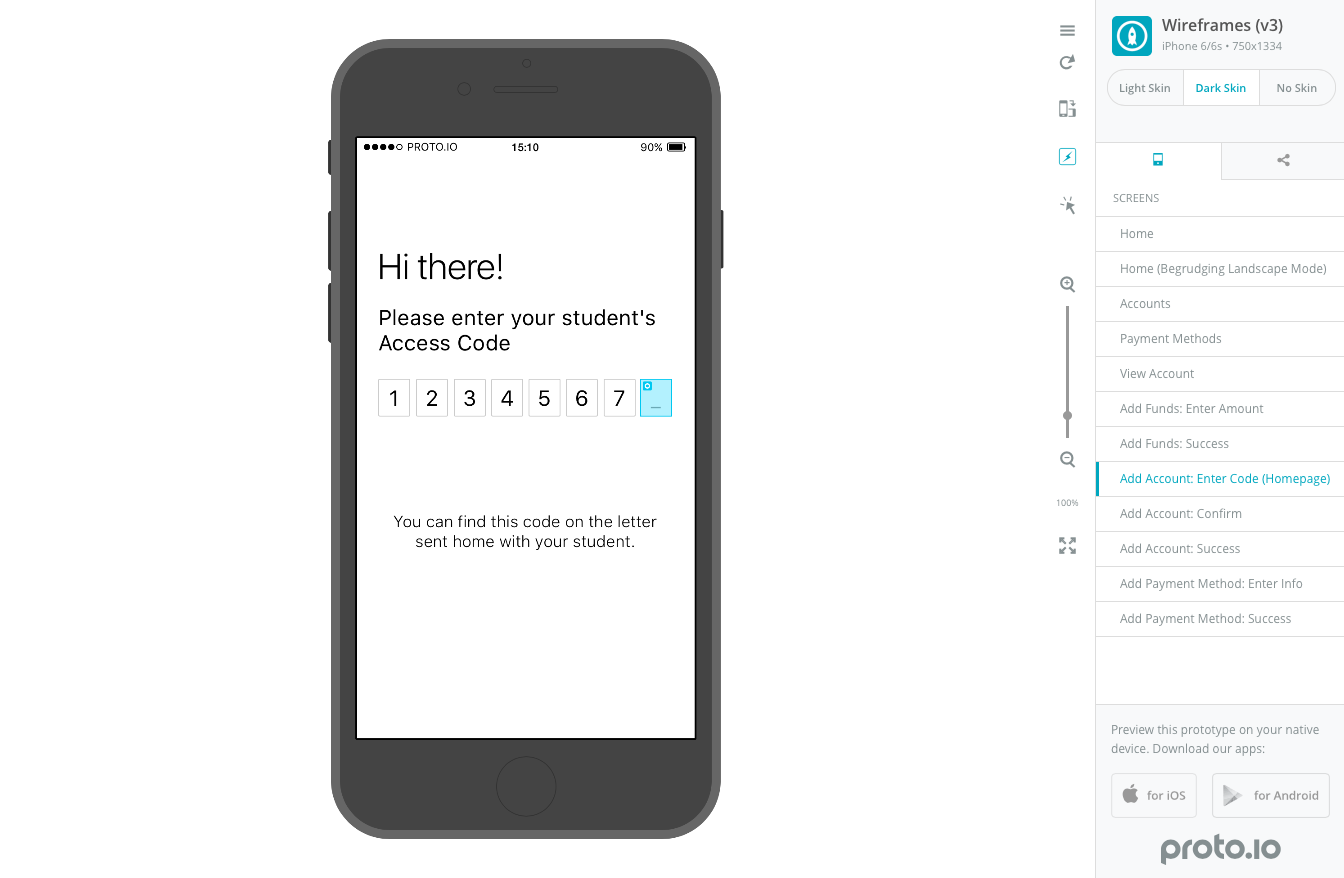 PROTO.IO 15:10 90%
Hi there!
Please enter your student's
Access Code
1 2 3 4 5 6 7 _
You can find this code on the letter
sent home with your student.
100%
Wireframes (v3)
iPhone 6/6s • 750x1334
Light Skin Dark Skin No Skin
SCREENS
Home
Home (Begrudging Landscape Mode)
Accounts
Payment Methods
View Account
Add Funds: Enter Amount
Add Funds: Success
Add Account: Enter Code (Homepage)
Add Account: Confirm
Add Account: Success
Add Payment Method: Enter Info
Add Payment Method: Success
Preview this prototype on your native
device. Download our apps:
for iOS for Android
proto.io